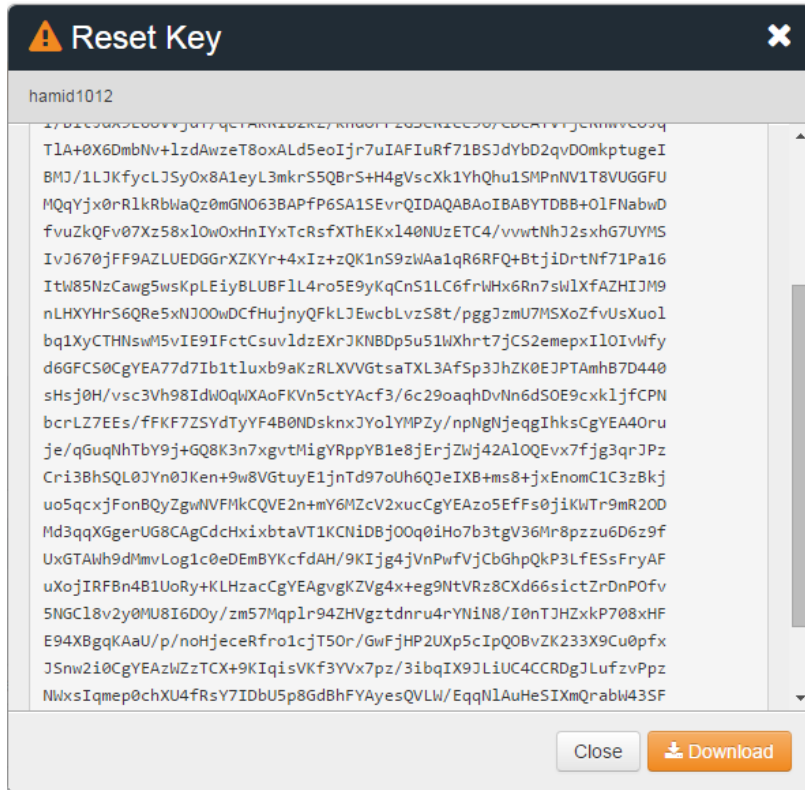 Reset Key
hamid1012
TlA+0X6DmbNv+lzdAwzeT8oxALd5eoIjr7uIAFIuRf71BSJdYbD2qvDOmkptugeI
BMJ/1LJKfycLJSyOx8A1eyL3mkrS5QBrS+H4gVscXk1YhQhu1SMPnNV1T8VUGGFU
MQqYjx0rRlkRbWaQz0mGNO63BAPfP6SA1SEvrQIDAQABAoIBABYTDBB+OlFNabwD
fvuZkQFv07Xz58xlOwOxHnIYxTcRsfXThEKxl40NUzETC4/vvwtNhJ2sxhG7UYMS
IvJ670jFF9AZLUEDGGrXZKYr+4xIz+zQK1nS9zWAa1qR6RFQ+BtjiDrtNf71Pa16
ItW85NzCawg5wsKpLEiyBLUBFlL4ro5E9yKqCnS1LC6frWHx6Rn7sWlXfAZHIJM9
nLHXYHrS6QRe5xNJOOwDCfHujnyQFkLJEwcbLvzS8t/pggJzmU7MSXoZfvUsXuol
bq1XyCTHNswM5vIE9IFctCsuvldzEXrJKNBDp5u51WXhrt7jCS2emepxIlOIvWfy
d6GFCS0CgYEA77d7Ib1tluxb9aKzRLXVVGtsaTXL3AfSp3JhZK0EJPTAmhB7D440
sHsj0H/vsc3Vh98IdWOqWXAoFKVn5ctYAcf3/6c29oaqhDvNn6dSOE9cxkljfCPN
bcrLZ7EEs/fFKF7ZSYdTyYF4B0NDsknxJYolYMPZy/npNgNjeqgIhksCgYEA4Oru
je/qGuqNhTbY9j+GQ8K3n7xgvtMigYRppYB1e8jErjZWj42AlOQEvx7fjg3qrJPz
Cri3BhSQL0JYn0JKen+9w8VGtuyE1jnTd97oUh6QJeIXB+ms8+jxEnomC1C3zBkj
uo5qcxjFonBQyZgwNVFMkCQVE2n+mY6MZcV2xucCgYEAzo5EfFs0jiKWTr9mR2OD
Md3qqXGgerUG8CAgCdcHxixbtaVT1KCNiDBjOOq0iHo7b3tgV36Mr8pzzu6D6z9f
UxGTAWh9dMmvLog1c0eDEmBYKcfdAH/9KIjg4jVnPwfVjCbGhpQkP3LfESsFryAF
uXojIRFBn4B1UoRy+KLHzacCgYEAgvgKZVg4x+eg9NtVRz8CXd66sictZrDnPOfv
5NGCl8v2y0MU8I6DOy/zm57Mqplr94ZHVgztdnru4rYNiN8/I0nTJHZxkP708xHF
E94XBgqKAaU/p/noHjeceRfro1cjT5Or/GwFjHP2UXp5cIpQOBvZK233X9Cu0pfx
JSnw2i0CgYEAzWZzTCX+9KIqisVKf3YVx7pz/3ibqIX9JLiUC4CCRDgJLufzvPpz
NWxsIqmep0chXU4fRsY7IDbU5p8GdBhFYAyesQVLW/EqqNlAuHeSIXmQrabW43SF
Close
Download